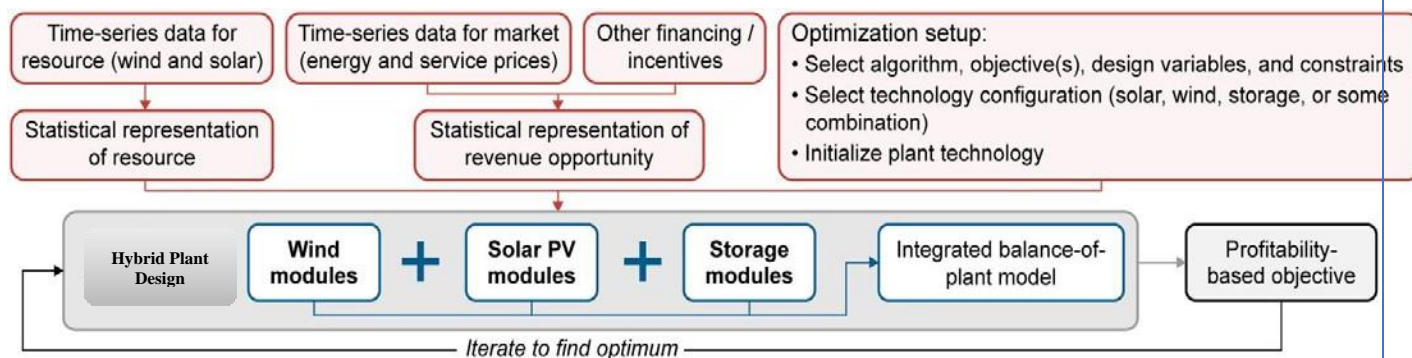 Time-series data for
resource (wind and solar)
Time-series data for market
(energy and service prices)
Other financing /
incentives
Optimization setup:
• Select algorithm, objective(s), design variables, and constraints
• Select technology configuration (solar, wind, storage, or some
combination)
• Initialize plant technology
Statistical representation
of resource
Statistical representation of
revenue opportunity
Hybrid Plant
Design
Wind
modules
+
Solar PV
modules
+
Storage
modules
Integrated balance-of-
plant model
Profitability-
based objective
Iterate to find optimum